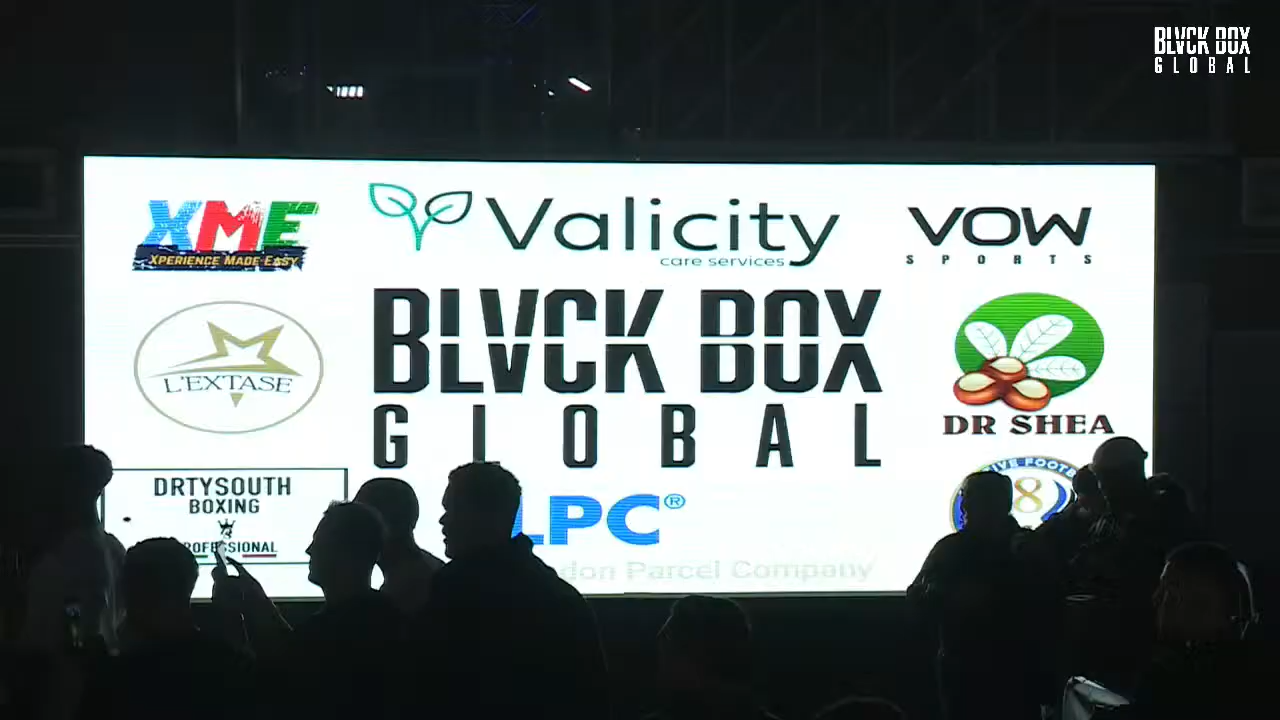 BLVCK BOX
GLOBAL
XME
XPERIENCE MADE EASY
Valicity
care services
VOW
SPORTS
L'EXTASE
BLVCK BOX
GLOBAL
DR SHEA
DRTYSOUTH
BOXING
LPC®
Parcel Company
8